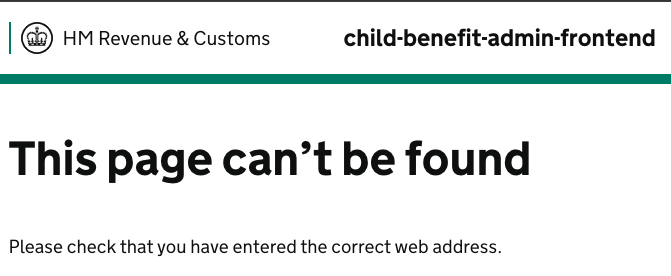 HM Revenue & Customs child-benefit-admin-frontend
This page can’t be found
Please check that you have entered the correct web address.